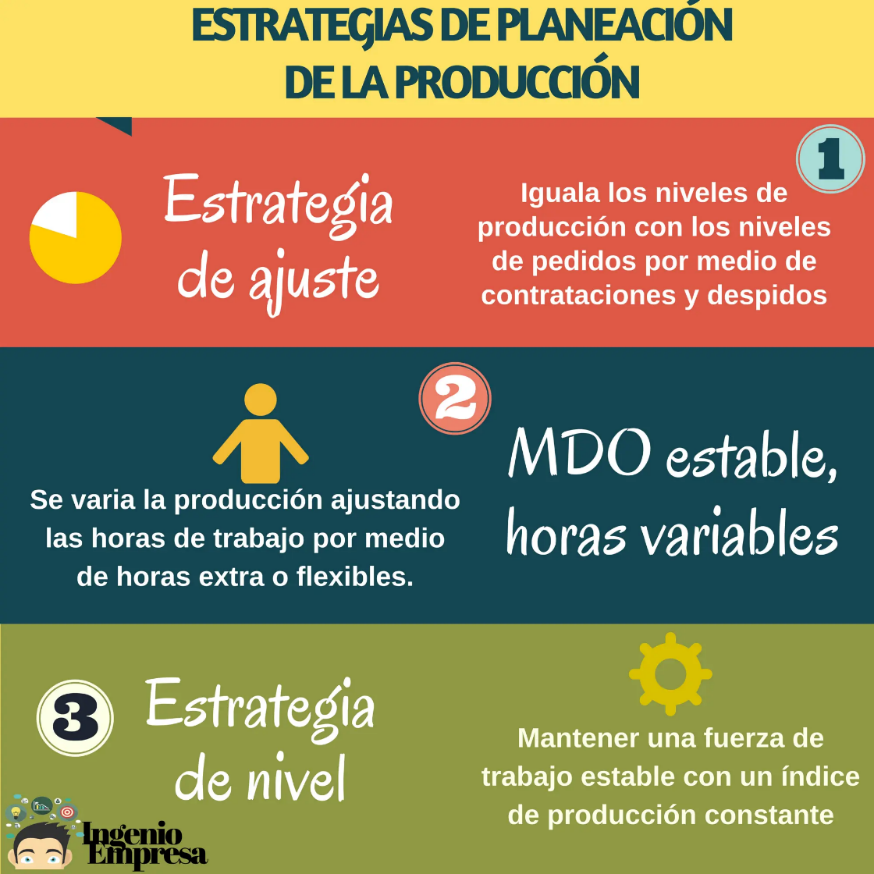 ESTRATEGIAS DE PLANEACIÓN
DE LA PRODUCCIÓN
1
Estrategia
de ajuste
Iguala los niveles de
producción con los niveles
de pedidos por medio de
contrataciones y despidos
2
MDO estable,
horas variables
Se varia la producción ajustando
las horas de trabajo por medio
de horas extra o flexibles.
3
Estrategia
de nivel
Mantener una fuerza de
trabajo estable con un índice
de producción constante
Ingenio
Empresa